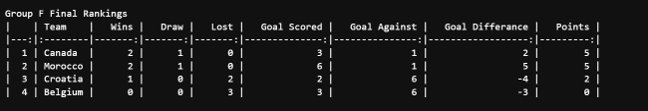 Group F Final Rankings
|    | Team    |   Wins |   Draw |   Lost |   Goal Scored |   Goal Against |   Goal Differance |   Points |
|---:|:--------|-------:|-------:|-------:|--------------:|---------------:|------------------:|---------:|
|  1 | Canada  |      2 |      1 |      0 |             3 |              1 |                 2 |        5 |
|  2 | Morocco |      2 |      1 |      0 |             6 |              1 |                 5 |        5 |
|  3 | Croatia |      1 |      0 |      2 |             2 |              6 |                -4 |        2 |
|  4 | Belgium |      0 |      0 |      3 |             3 |              6 |                -3 |        0 |